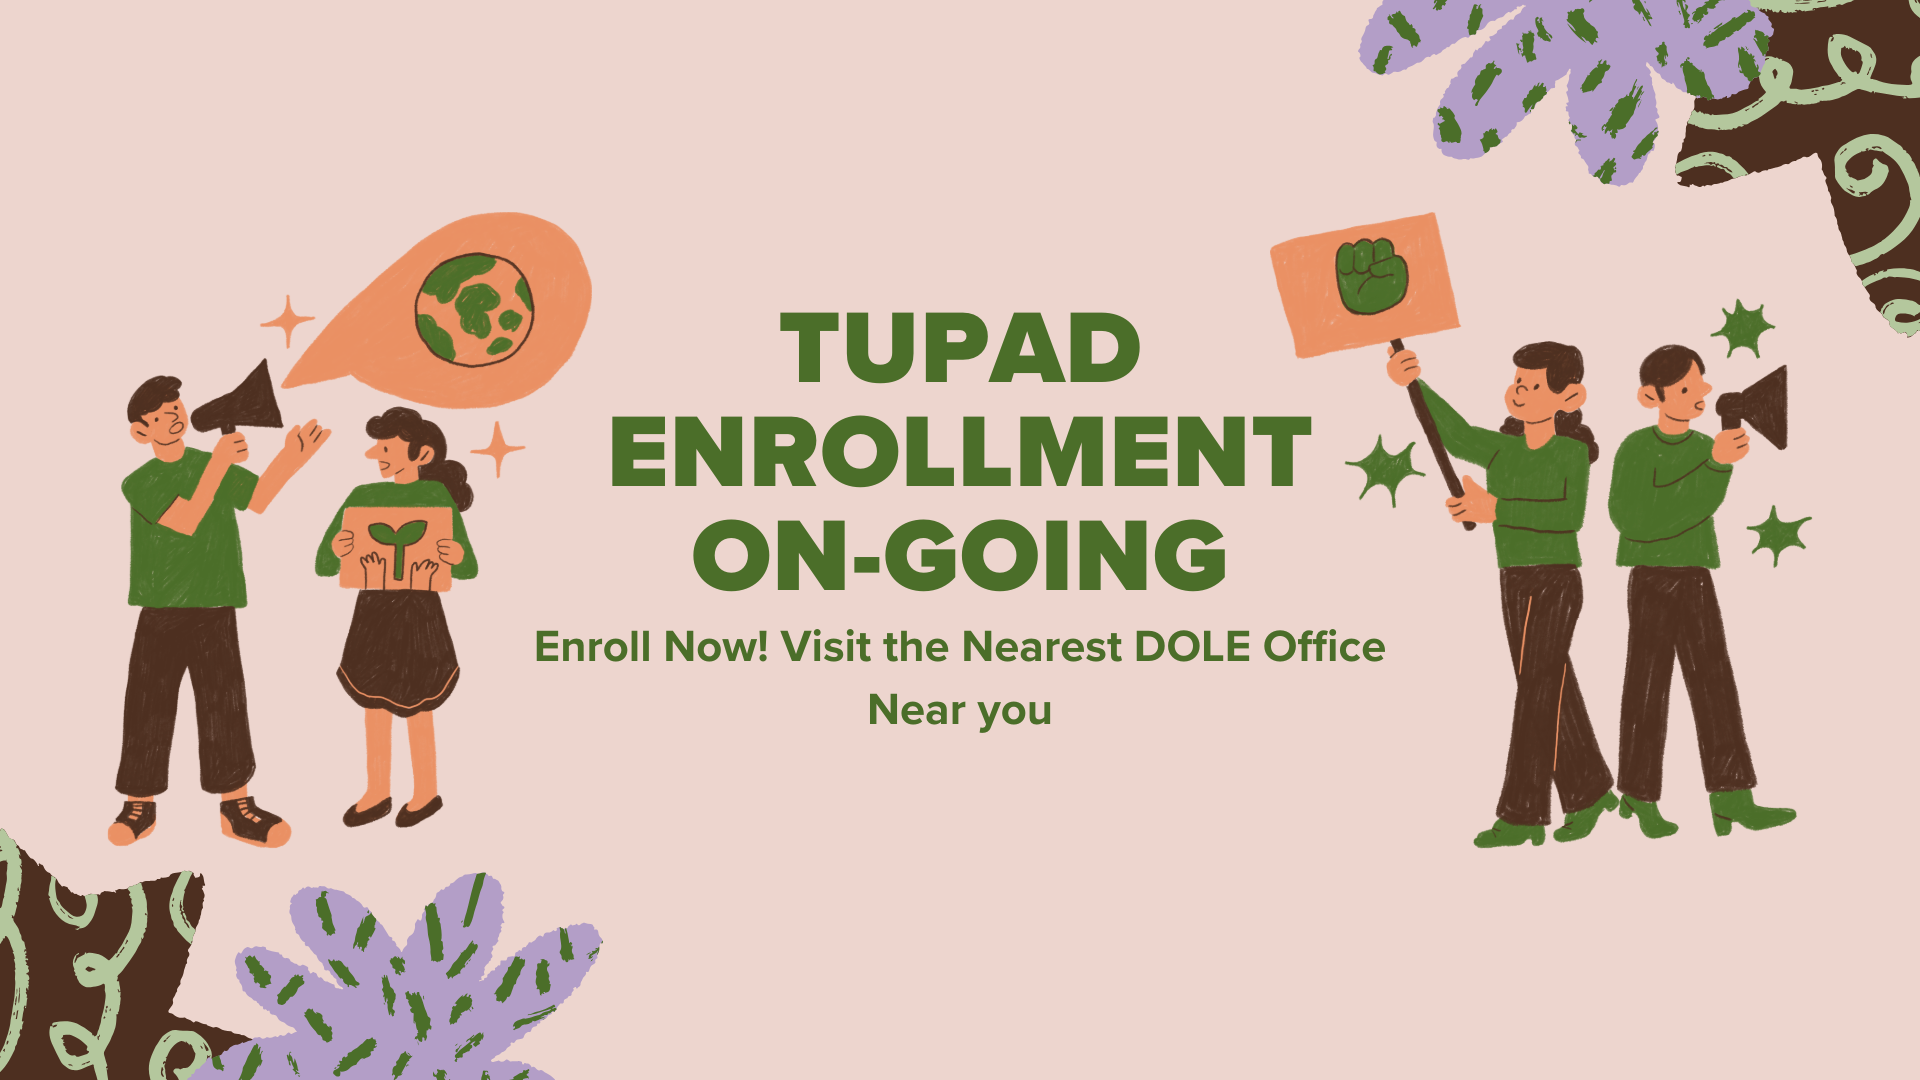 TUPAD
ENROLLMENT
ON-GOING
Enroll Now! Visit the Nearest DOLE Office
Near you